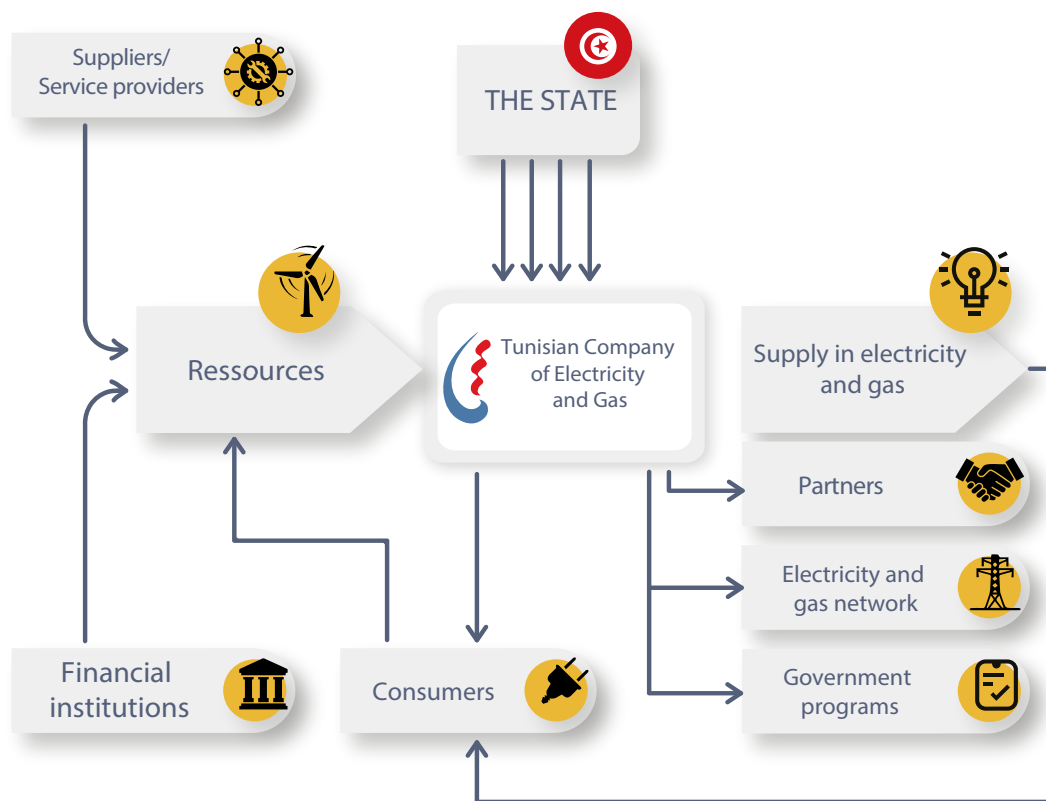 Suppliers/
Service providers
THE STATE
Ressources
Tunisian Company
of Electricity
and Gas
Supply in electricity
and gas
Partners
Electricity and
gas network
Government
programs
Financial
institutions
Consumers